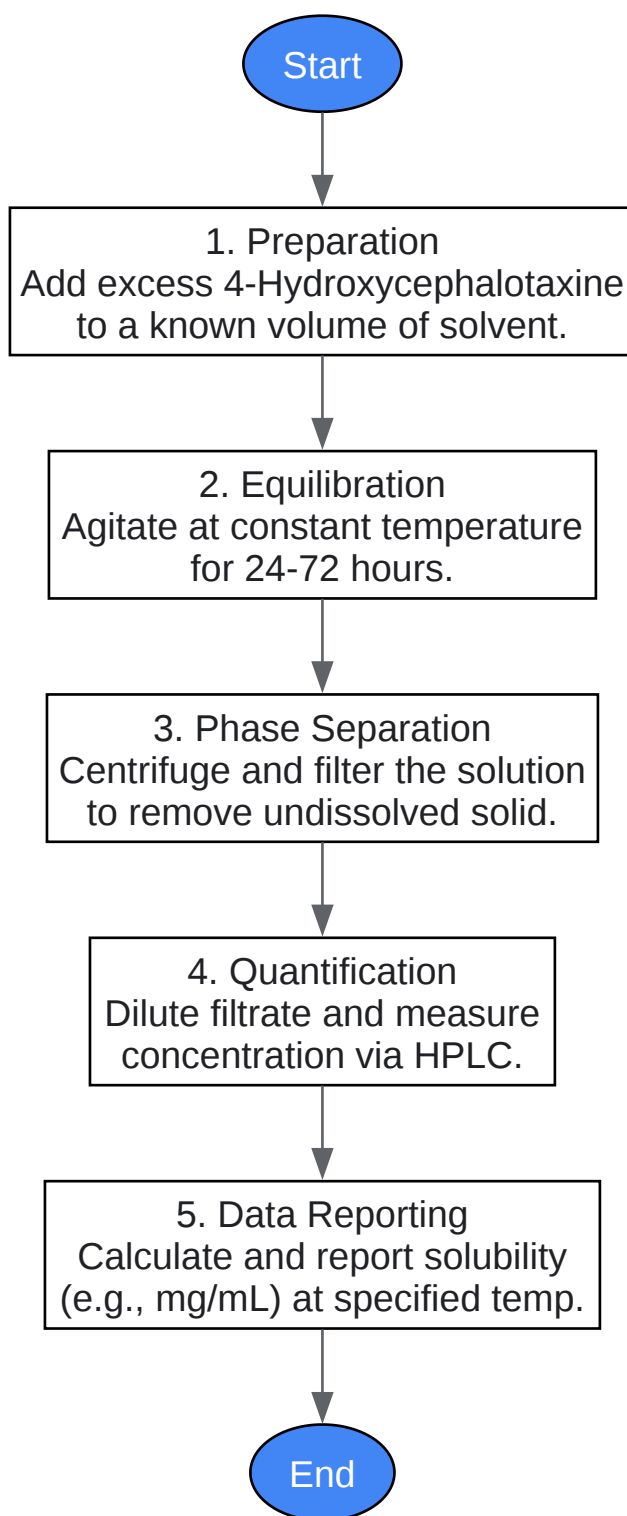 Start
1. Preparation
Add excess 4-Hydroxycephalotaxine
to a known volume of solvent.
2. Equilibration
Agitate at constant temperature
for 24-72 hours.
3. Phase Separation
Centrifuge and filter the solution
to remove undissolved solid.
4. Quantification
Dilute filtrate and measure
concentration via HPLC.
5. Data Reporting
Calculate and report solubility
(e.g., mg/mL) at specified temp.
End